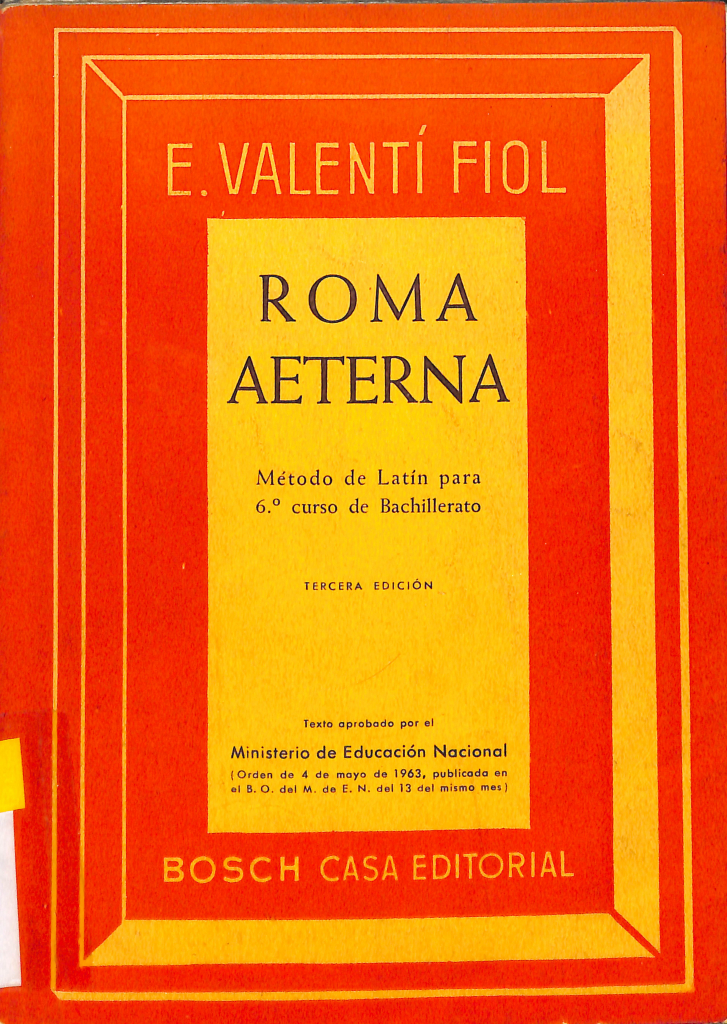 E. VALENTÍ FIOL
ROMA
AETERNA
Método de Latín para
6.º curso de Bachillerato
TERCERA EDICIÓN
Texto aprobado por el
Ministerio de Educación Nacional
(Orden de 4 de mayo de 1963, publicada en
el B. O. del M. de E. N. del 13 del mismo mes)
BOSCH CASA EDITORIAL